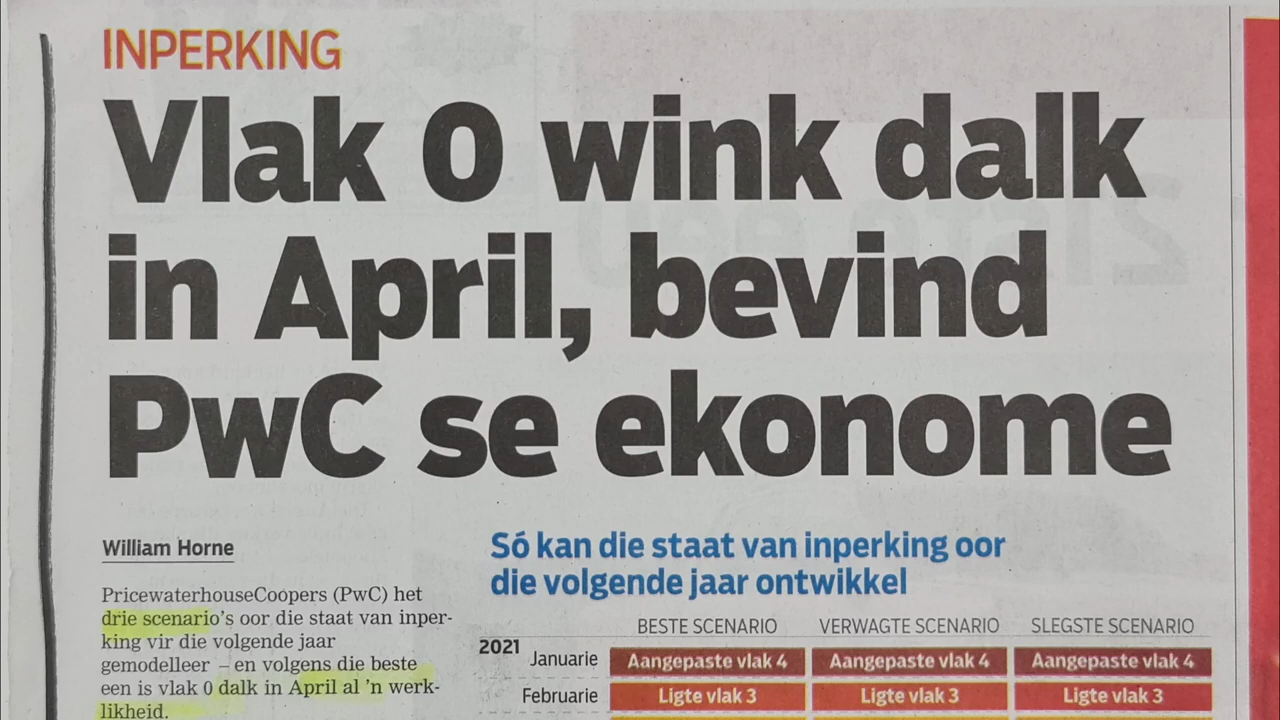 INPERKING
Vlak 0 wink dalk
in April, bevind
PwC se ekonome
William Horne
PricewaterhouseCoopers (PwC) het
drie scenario's oor die staat van inper-
king vir die volgende jaar
gemodelleer – en volgens die beste
een is vlak 0 dalk in April al 'n werk-
likheid.
Só kan die staat van inperking oor
die volgende jaar ontwikkel
BESTE SCENARIO VERWAGTE SCENARIO SLEGSTE SCENARIO
2021
Januarie Aangepaste vlak 4 Aangepaste vlak 4 Aangepaste vlak 4
Februarie Ligte vlak 3 Ligte vlak 3 Ligte vlak 3